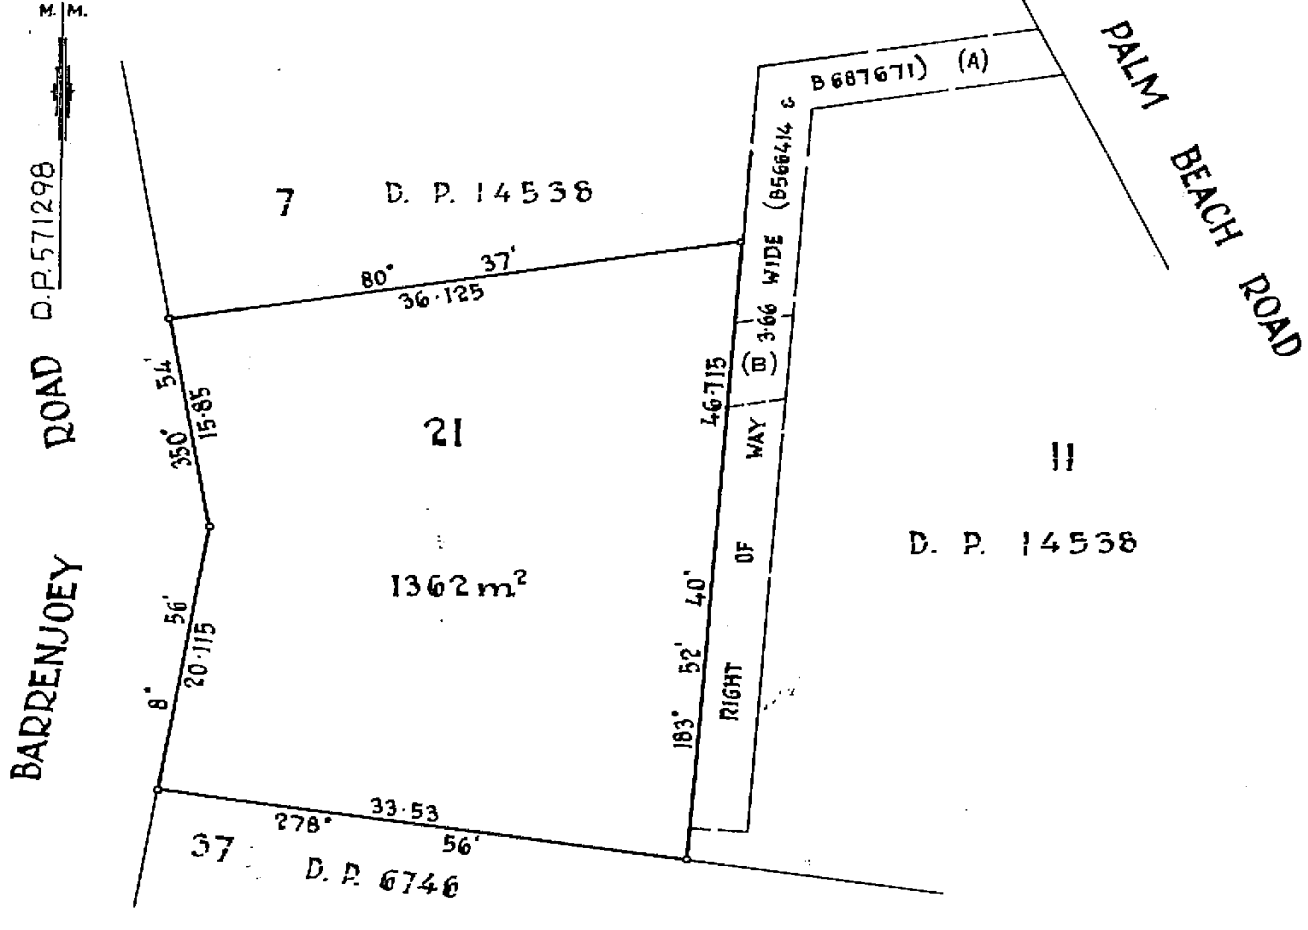 M. M.
D.P. 571298
BARRENJOEY ROAD
PALM BEACH ROAD
B687671) (A)
RIGHT OF WAY (B) 3·66 WIDE (B566414 &
7 D. P. 14538
80° 37'
36·125
350° 54'
15·85
21
46·715
183° 52' 40"
11
D. P. 14538
1362 m²
8° 56'
20·115
33·53
278° 56'
37 D. P. 6746